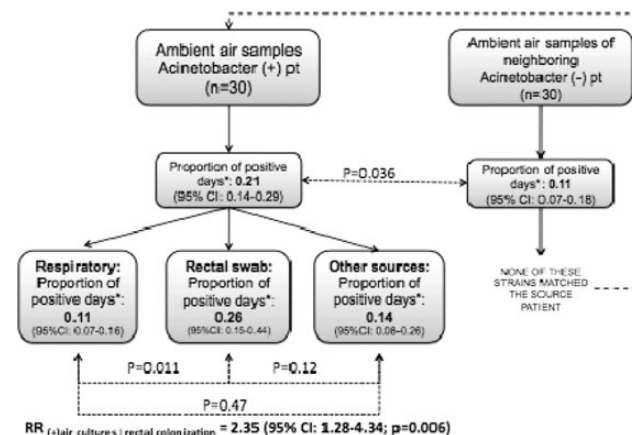 Ambient air samples
Acinetobacter (+) pt
(n=30)
Ambient air samples of
neighboring
Acinetobacter (−) pt
(n=30)
Proportion of positive
days*: 0.21
(95% CI: 0.14-0.29)
P=0.036
Proportion of positive
days*: 0.11
(95% CI: 0.07-0.18)
Respiratory:
Proportion of
positive days*:
0.11
(95%CI: 0.07-0.16)
Rectal swab:
Proportion of
positive days*:
0.26
(95%CI: 0.15-0.44)
Other sources:
Proportion of
positive days*:
0.14
(95%CI: 0.08-0.26)
NONE OF THESE
STRAINS MATCHED
THE SOURCE
PATIENT
P=0.011
P=0.12
P=0.47
RR (+)air cultures | rectal colonization = 2.35 (95% CI: 1.28-4.34; p=0.006)